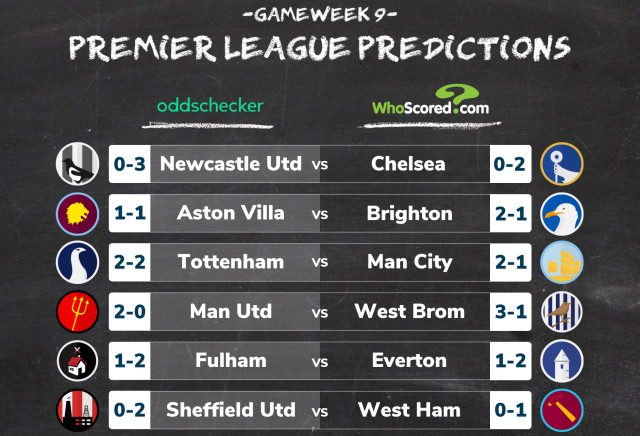 -GAMEWEEK 9-
PREMIER LEAGUE PREDICTIONS
oddschecker WhoScored.com
0-3 Newcastle Utd vs Chelsea 0-2
1-1 Aston Villa vs Brighton 2-1
2-2 Tottenham vs Man City 2-1
2-0 Man Utd vs West Brom 3-1
1-2 Fulham vs Everton 1-2
0-2 Sheffield Utd vs West Ham 0-1